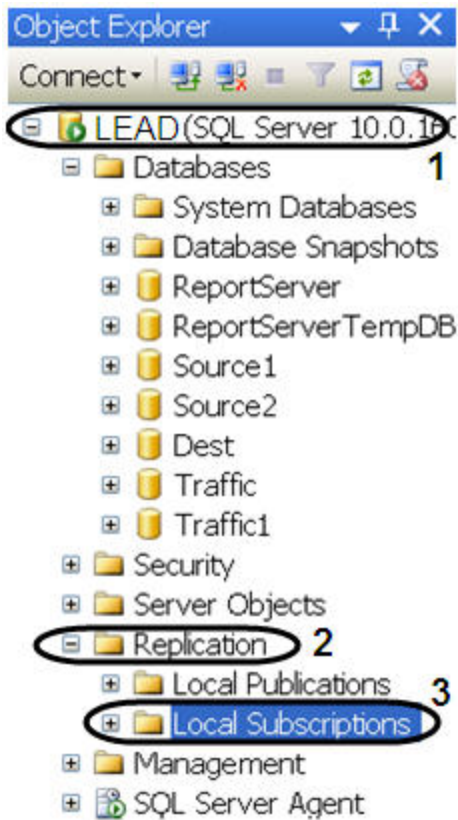 Object Explorer
Connect
LEAD (SQL Server 10.0.160
1
Databases
System Databases
Database Snapshots
ReportServer
ReportServerTempDB
Source1
Source2
Dest
Traffic
Traffic1
Security
Server Objects
Replication 2
Local Publications
3
Local Subscriptions
Management
SQL Server Agent